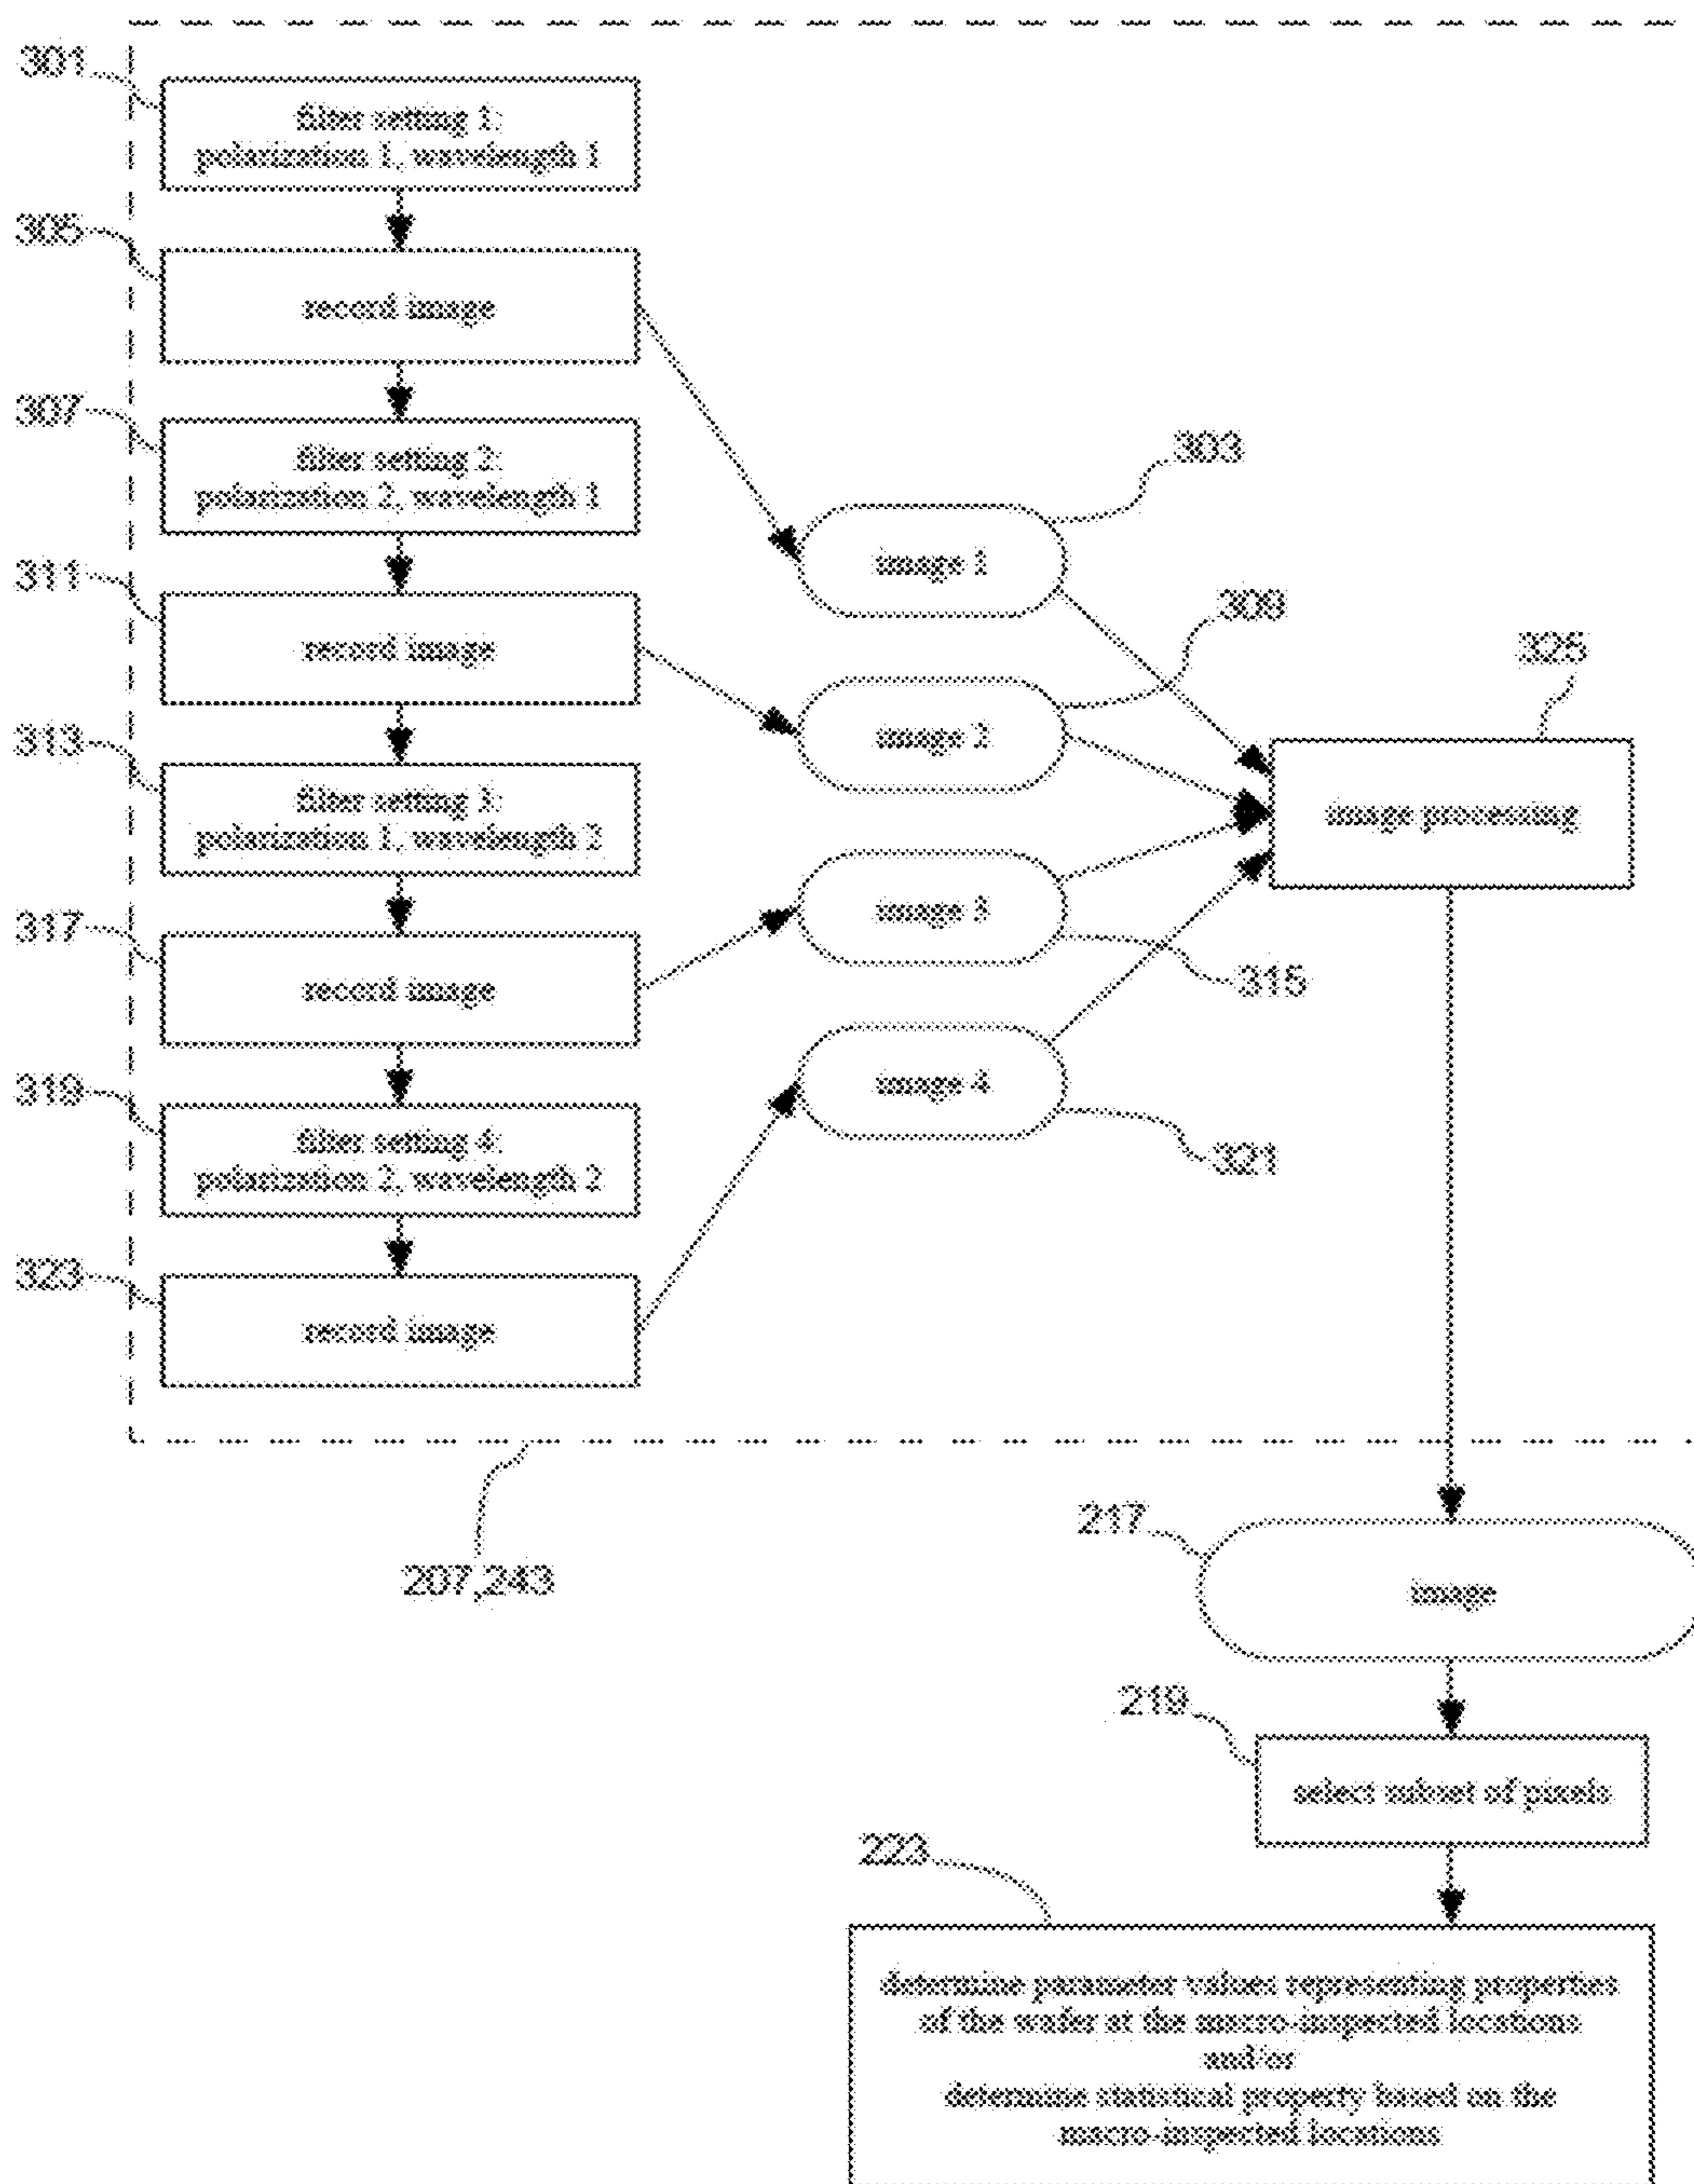 301
filter setting 1:
polarization 1, wavelength 1
305
record image
307
filter setting 2:
polarization 2, wavelength 1
303
image 1
311
record image
309
image 2
325
image processing
313
filter setting 3:
polarization 1, wavelength 2
image 3
315
317
record image
319
filter setting 4:
polarization 2, wavelength 2
image 4
321
323
record image
207,243
217
image
219
select subset of pixels
223
determine parameter values representing properties
of the wafer at the macro-inspected locations
and/or
determine statistical property based on the
macro-inspected locations